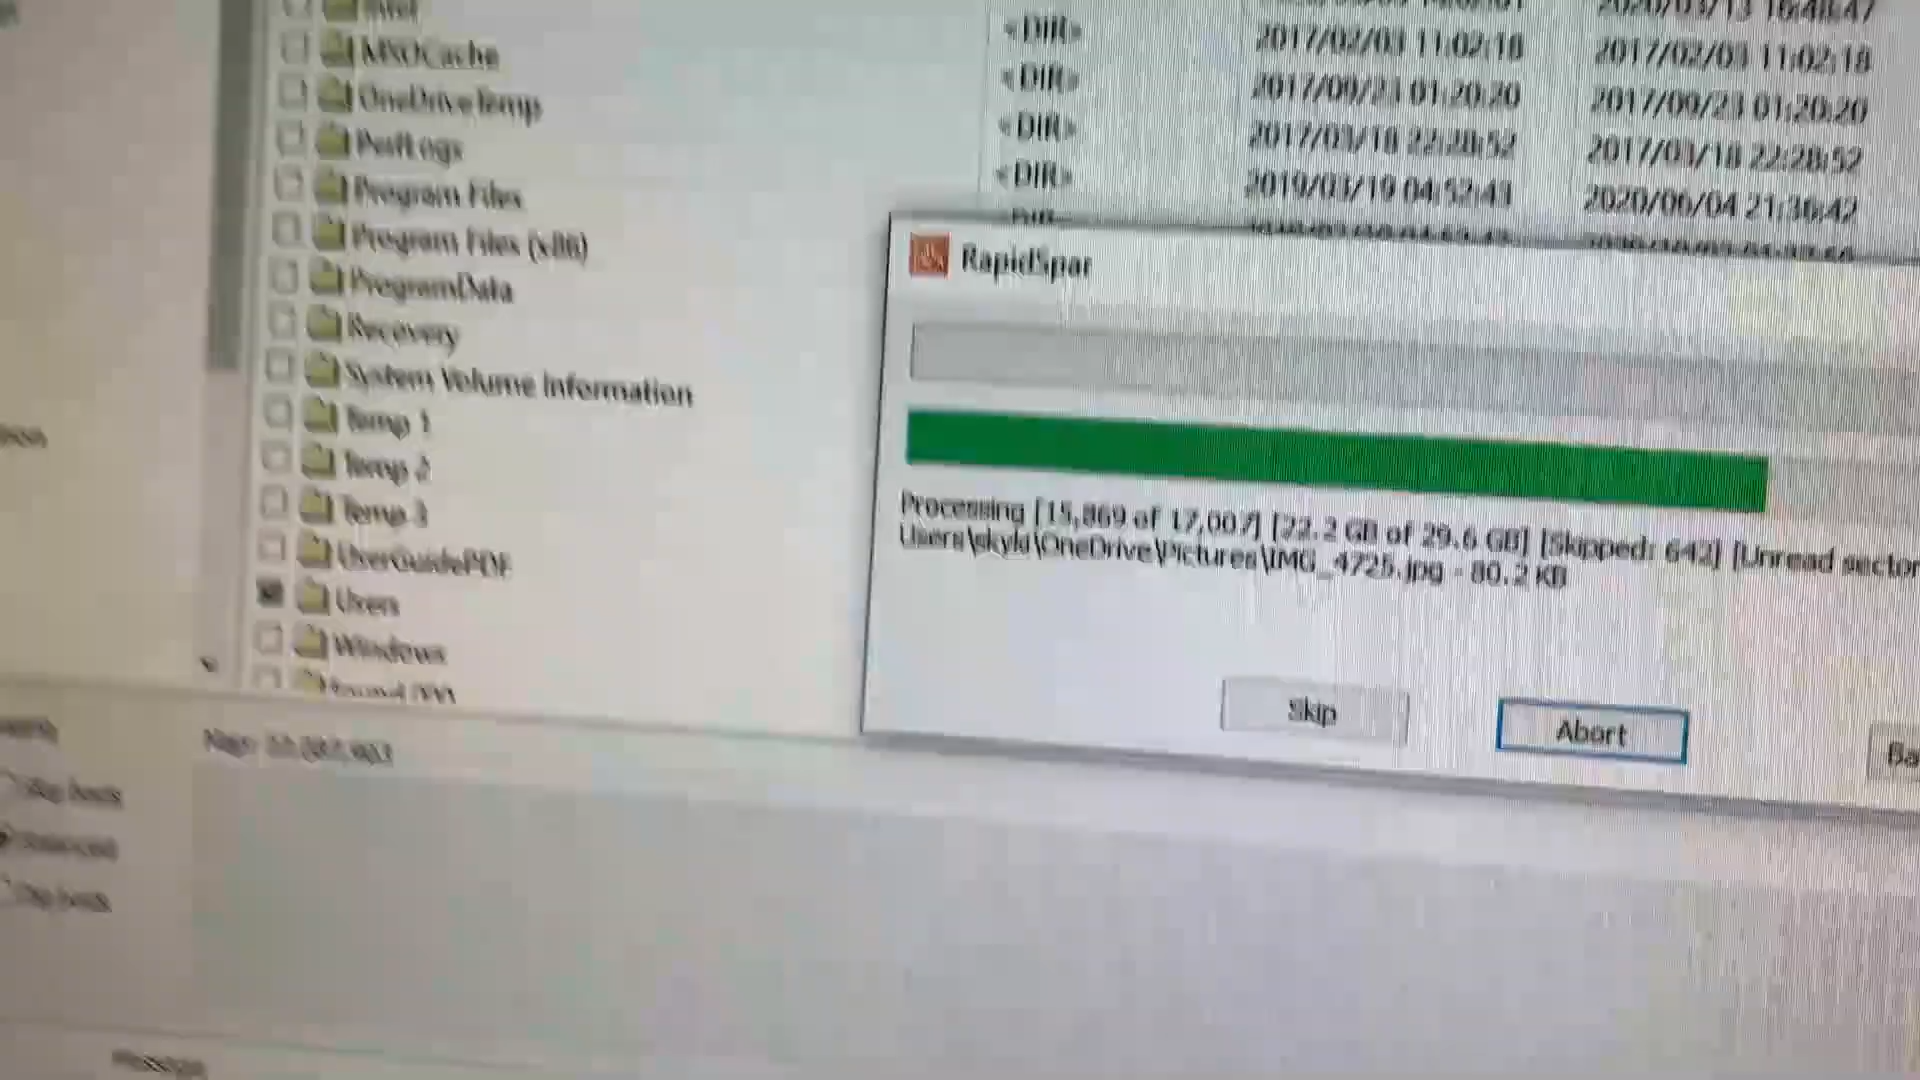 Intel
MSOCache
OneDriveTemp
PerfLogs
Program Files
Program Files (x86)
ProgramData
Recovery
System Volume Information
Temp 1
Temp 2
Temp 3
UserGuidePDF
Users
Windows
<DIR> 2017/02/03 11:02:18 2017/02/03 11:02:18
<DIR> 2017/09/23 01:20:20 2017/09/23 01:20:20
<DIR> 2017/03/18 22:28:52 2017/03/18 22:28:52
<DIR> 2019/03/19 04:52:43 2020/06/04 21:36:42
RapidSpar
Processing [15,869 of 17,007] [22.2 GB of 29.6 GB] [Skipped: 642] [Unread sector
Users\skyla\OneDrive\Pictures\IMG_4725.jpg - 80.2 KB
Skip
Abort
Ba